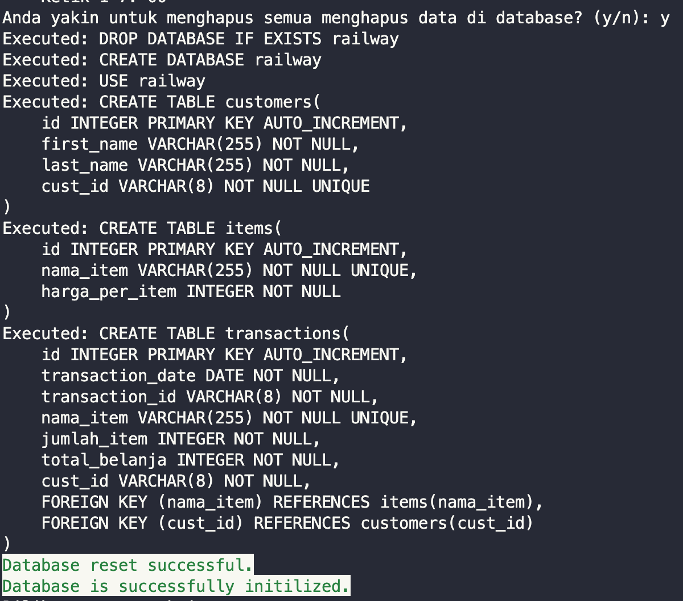 Anda yakin untuk menghapus semua menghapus data di database? (y/n): y
Executed: DROP DATABASE IF EXISTS railway
Executed: CREATE DATABASE railway
Executed: USE railway
Executed: CREATE TABLE customers(
    id INTEGER PRIMARY KEY AUTO_INCREMENT,
    first_name VARCHAR(255) NOT NULL,
    last_name VARCHAR(255) NOT NULL,
    cust_id VARCHAR(8) NOT NULL UNIQUE
)
Executed: CREATE TABLE items(
    id INTEGER PRIMARY KEY AUTO_INCREMENT,
    nama_item VARCHAR(255) NOT NULL UNIQUE,
    harga_per_item INTEGER NOT NULL
)
Executed: CREATE TABLE transactions(
    id INTEGER PRIMARY KEY AUTO_INCREMENT,
    transaction_date DATE NOT NULL,
    transaction_id VARCHAR(8) NOT NULL,
    nama_item VARCHAR(255) NOT NULL UNIQUE,
    jumlah_item INTEGER NOT NULL,
    total_belanja INTEGER NOT NULL,
    cust_id VARCHAR(8) NOT NULL,
    FOREIGN KEY (nama_item) REFERENCES items(nama_item),
    FOREIGN KEY (cust_id) REFERENCES customers(cust_id)
)
Database reset successful.
Database is successfully initilized.